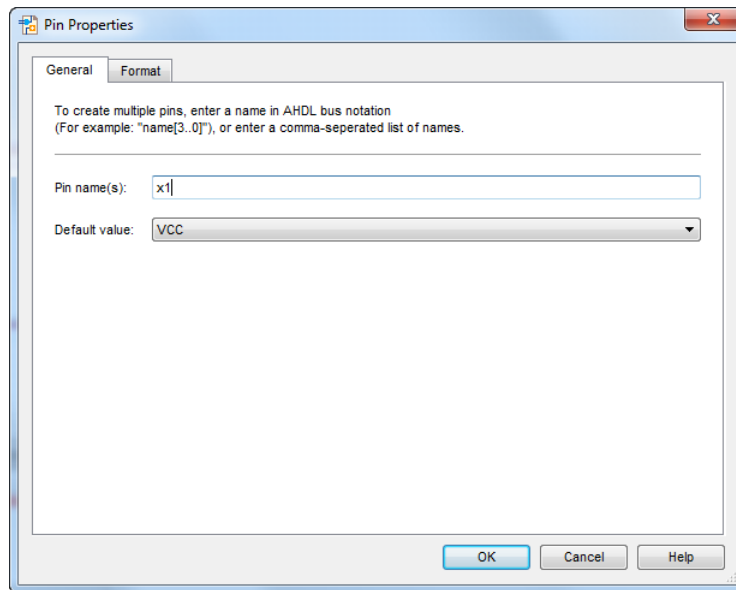 Pin Properties
General Format
To create multiple pins, enter a name in AHDL bus notation
(For example: "name[3..0]"), or enter a comma-seperated list of names.
Pin name(s): x1
Default value: VCC
OK Cancel Help